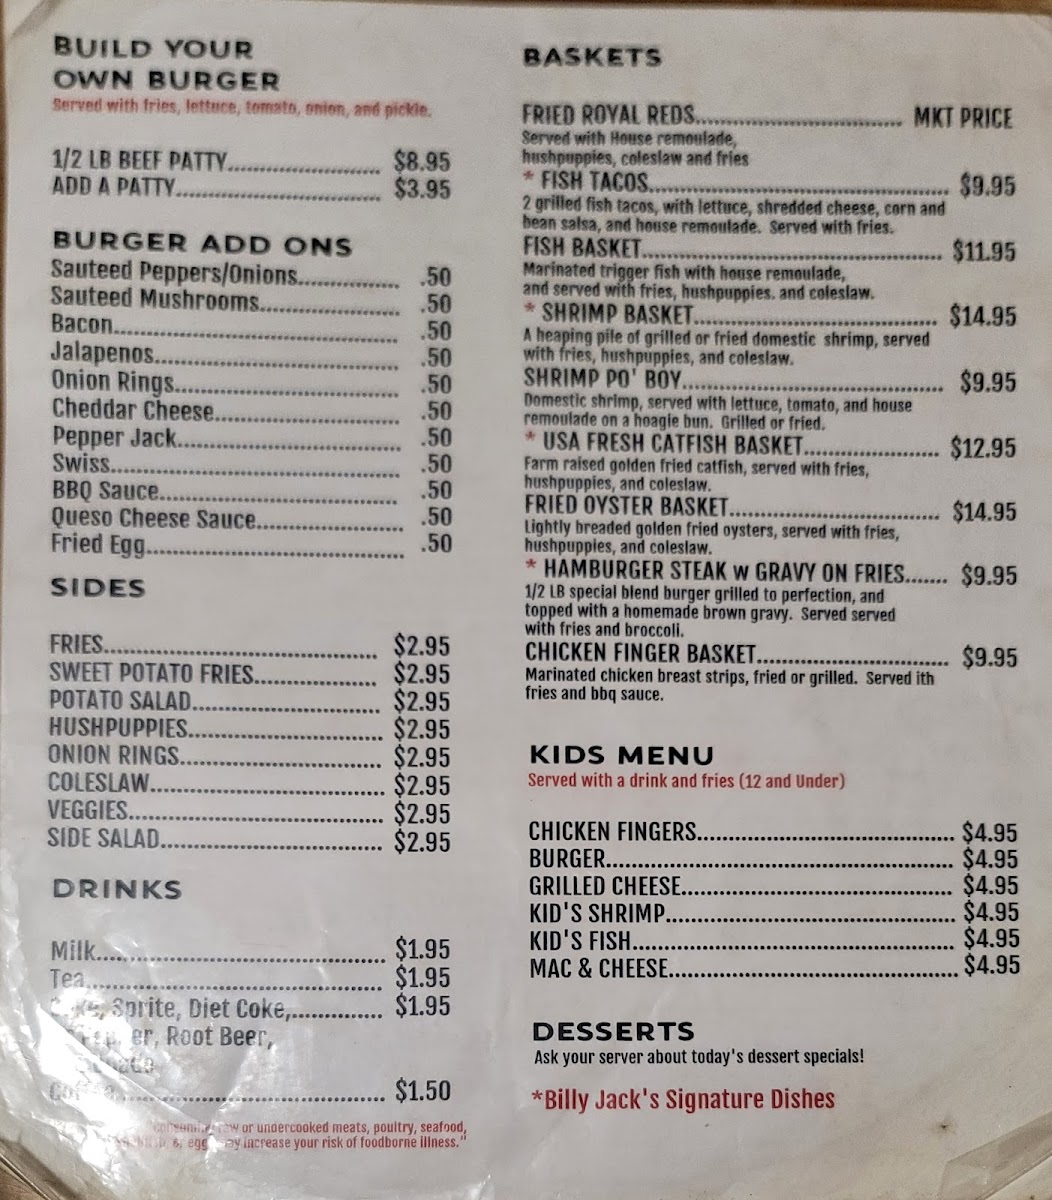 BUILD YOUR
OWN BURGER
Served with fries, lettuce, tomato, onion, and pickle.
1/2 LB BEEF PATTY.............................. $8.95
ADD A PATTY.............................. $3.95
BURGER ADD ONS
Sauteed Peppers/Onions.................. .50
Sauteed Mushrooms......................... .50
Bacon.................................................. .50
Jalapenos........................................... .50
Onion Rings........................................ .50
Cheddar Cheese................................. .50
Pepper Jack........................................ .50
Swiss................................................... .50
BBQ Sauce.......................................... .50
Queso Cheese Sauce.......................... .50
Fried Egg............................................. .50
SIDES
FRIES................................................ $2.95
SWEET POTATO FRIES...................... $2.95
POTATO SALAD................................. $2.95
HUSHPUPPIES.................................. $2.95
ONION RINGS................................... $2.95
COLESLAW........................................ $2.95
VEGGIES............................................ $2.95
SIDE SALAD....................................... $2.95
DRINKS
Milk................................................... $1.95
Tea.................................................... $1.95
Sprite, Diet Coke,.............. $1.95
Root Beer,
.............................................. $1.50
or undercooked meats, poultry, seafood,
increase your risk of foodborne illness."
BASKETS
FRIED ROYAL REDS.................................... MKT PRICE
Served with House remoulade,
hushpuppies, coleslaw and fries
* FISH TACOS.................................................... $9.95
2 grilled fish tacos, with lettuce, shredded cheese, corn and
bean salsa, and house remoulade. Served with fries.
FISH BASKET.................................................... $11.95
Marinated trigger fish with house remoulade,
and served with fries, hushpuppies. and coleslaw.
* SHRIMP BASKET........................................... $14.95
A heaping pile of grilled or fried domestic shrimp, served
with fries, hushpuppies, and coleslaw.
SHRIMP PO' BOY............................................. $9.95
Domestic shrimp, served with lettuce, tomato, and house
remoulade on a hoagie bun. Grilled or fried.
* USA FRESH CATFISH BASKET....................... $12.95
Farm raised golden fried catfish, served with fries,
hushpuppies, and coleslaw.
FRIED OYSTER BASKET.................................... $14.95
Lightly breaded golden fried oysters, served with fries,
hushpuppies, and coleslaw.
* HAMBURGER STEAK w GRAVY ON FRIES....... $9.95
1/2 LB special blend burger grilled to perfection, and
topped with a homemade brown gravy. Served served
with fries and broccoli.
CHICKEN FINGER BASKET................................ $9.95
Marinated chicken breast strips, fried or grilled. Served ith
fries and bbq sauce.
KIDS MENU
Served with a drink and fries (12 and Under)
CHICKEN FINGERS........................................... $4.95
BURGER.......................................................... $4.95
GRILLED CHEESE............................................. $4.95
KID'S SHRIMP................................................. $4.95
KID'S FISH...................................................... $4.95
MAC & CHEESE................................................ $4.95
DESSERTS
Ask your server about today's dessert specials!
*Billy Jack's Signature Dishes